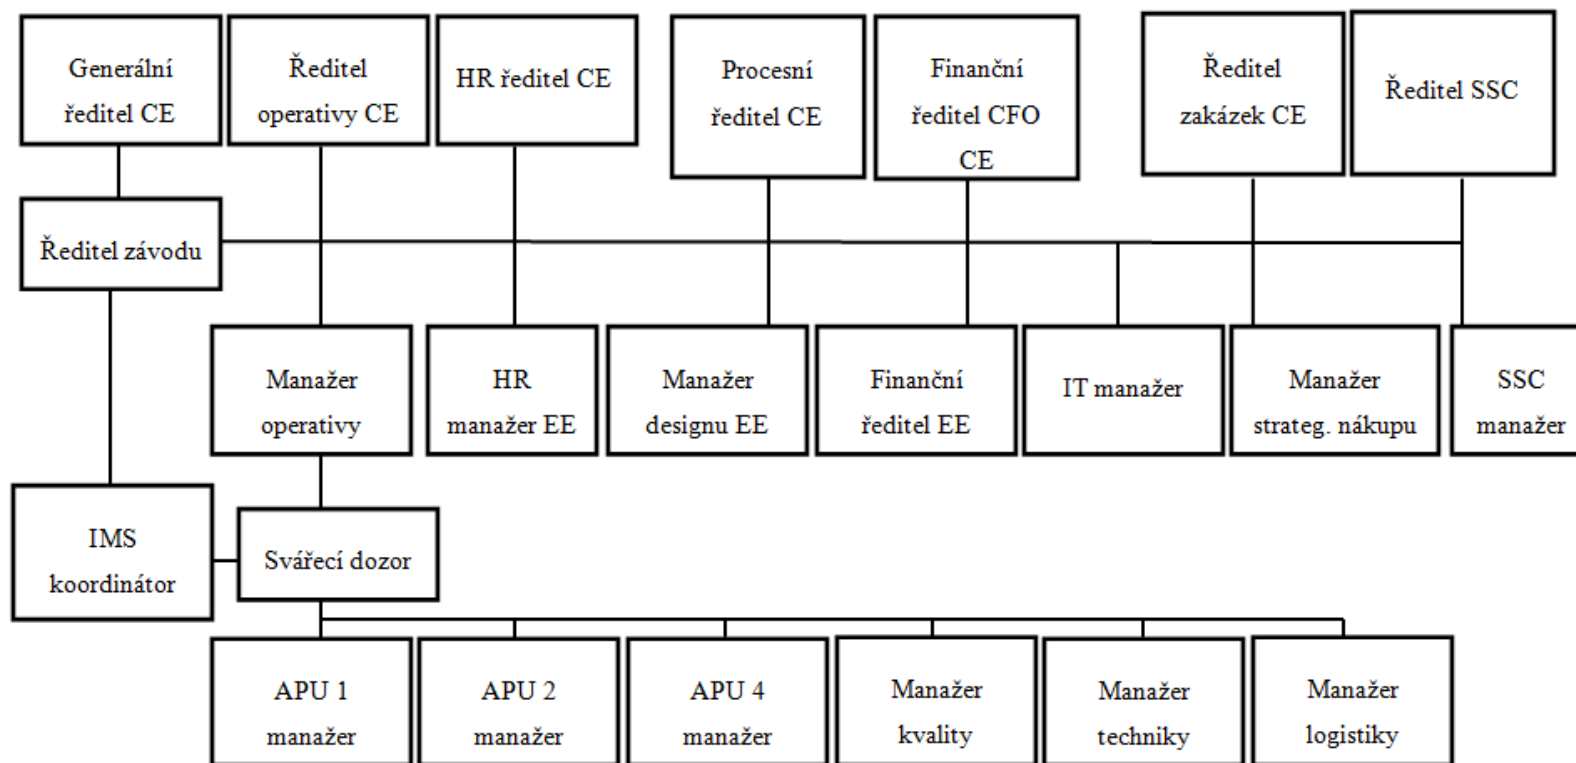 Generální
ředitel CE
Ředitel
operativy CE
HR ředitel CE
Procesní
ředitel CE
Finanční
ředitel CFO
CE
Ředitel
zakázek CE
Ředitel SSC
Ředitel závodu
Manažer
operativy
HR
manažer EE
Manažer
designu EE
Finanční
ředitel EE
IT manažer
Manažer
strateg. nákupu
SSC
manažer
IMS
koordinátor
Svářecí dozor
APU 1
manažer
APU 2
manažer
APU 4
manažer
Manažer
kvality
Manažer
techniky
Manažer
logistiky